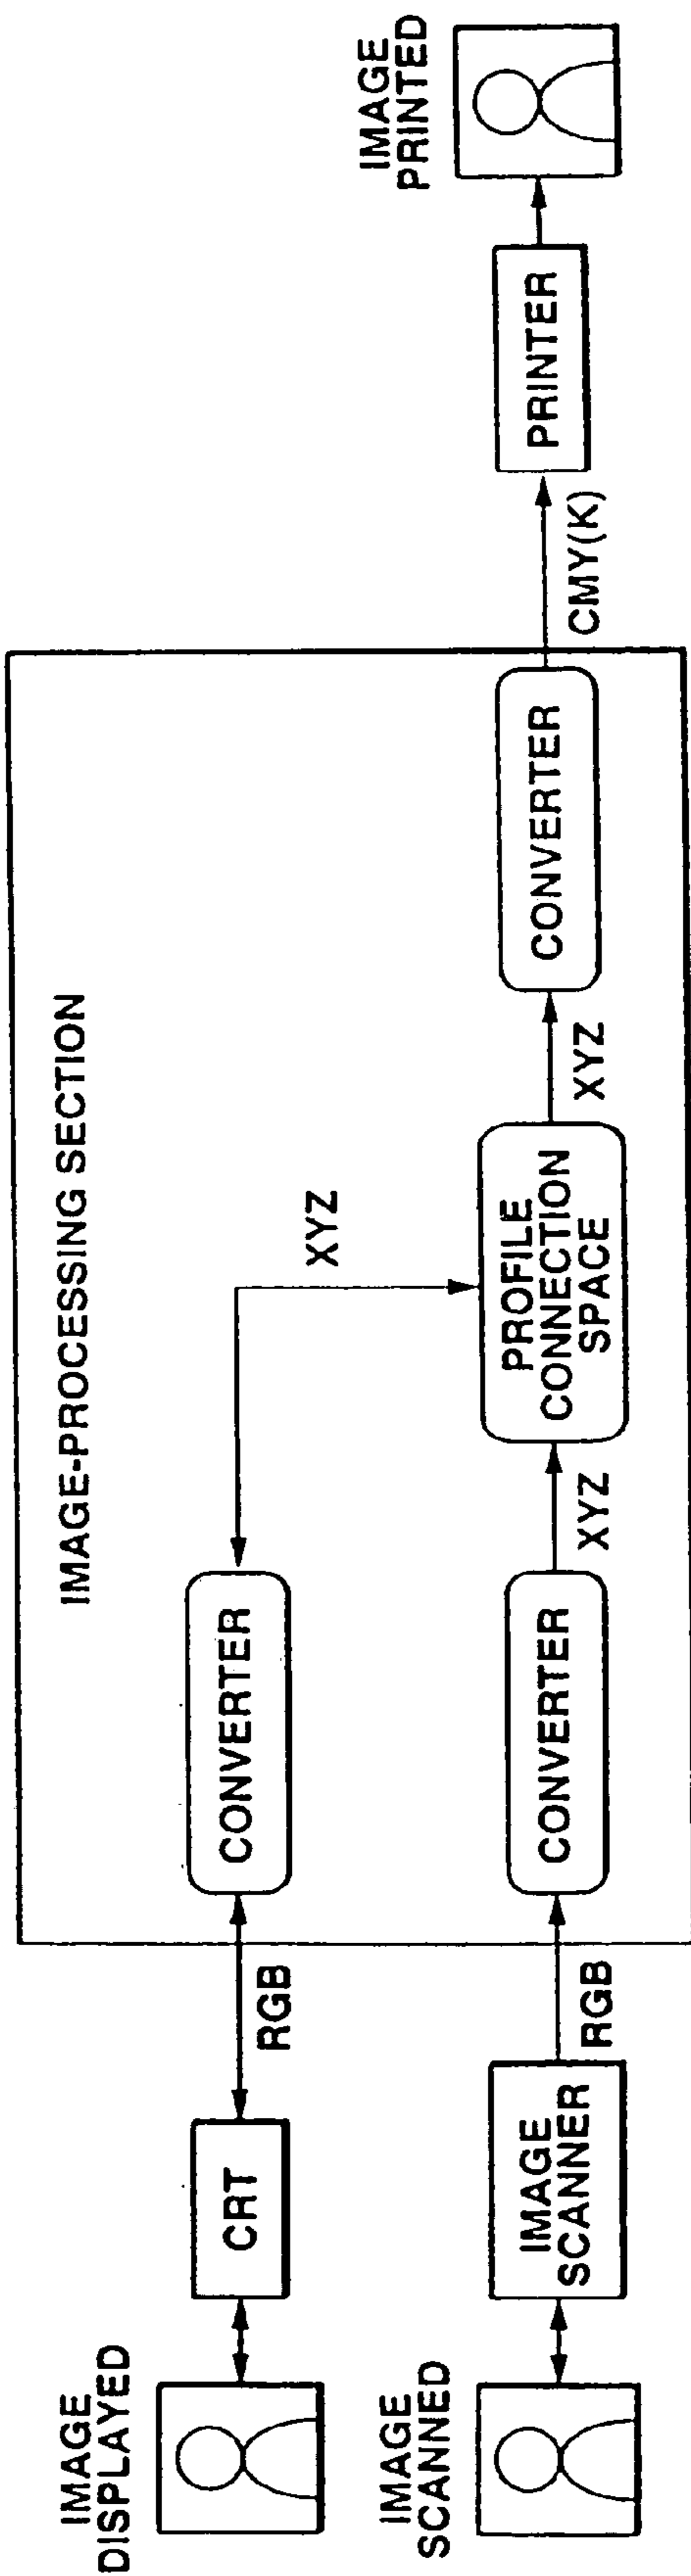 IMAGE
DISPLAYED
CRT
RGB
CONVERTER
IMAGE-PROCESSING SECTION
XYZ
IMAGE
SCANNED
IMAGE
SCANNER
RGB
CONVERTER
XYZ
PROFILE
CONNECTION
SPACE
XYZ
CONVERTER
CMY(K)
PRINTER
IMAGE
PRINTED